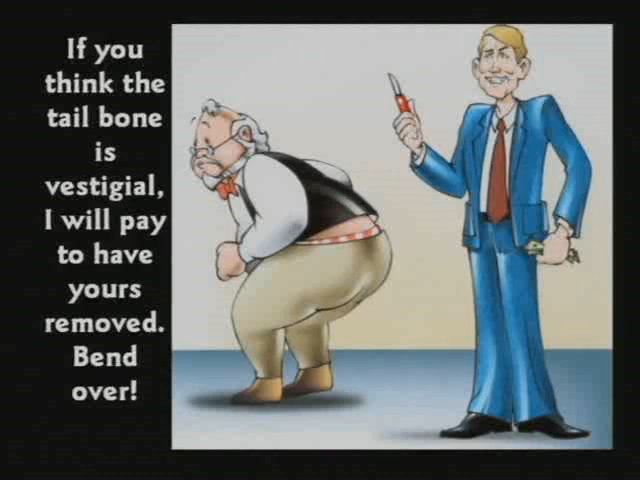 If you
think the
tail bone
is
vestigial,
I will pay
to have
yours
removed.
Bend
over!